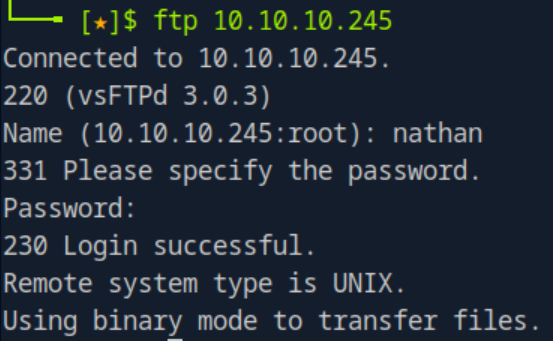 [★]$ ftp 10.10.10.245
Connected to 10.10.10.245.
220 (vsFTPd 3.0.3)
Name (10.10.10.245:root): nathan
331 Please specify the password.
Password:
230 Login successful.
Remote system type is UNIX.
Using binary mode to transfer files.